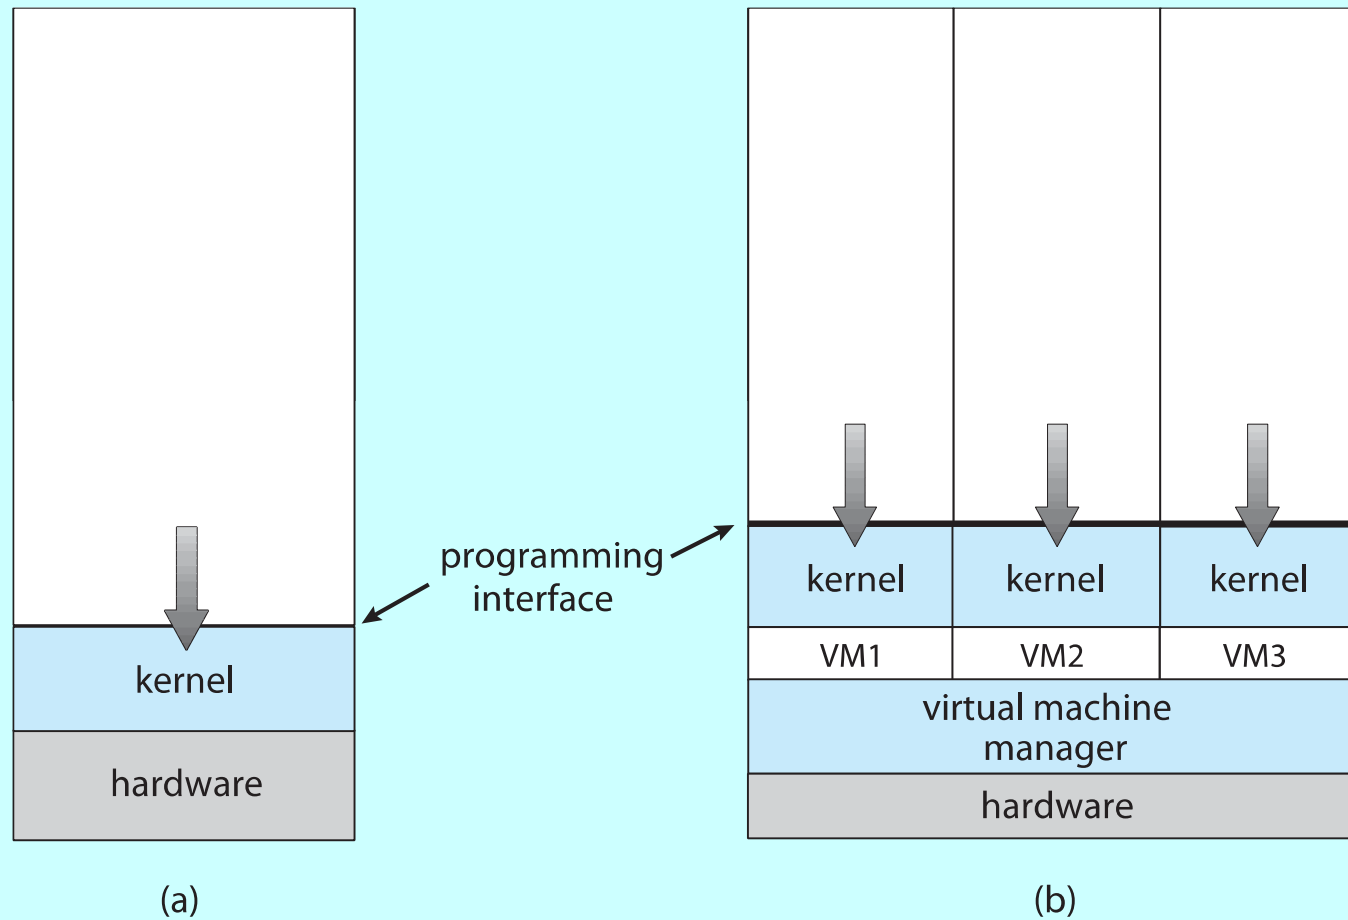 programming
interface
kernel
hardware
(a)
kernel
kernel
kernel
VM1
VM2
VM3
virtual machine
manager
hardware
(b)